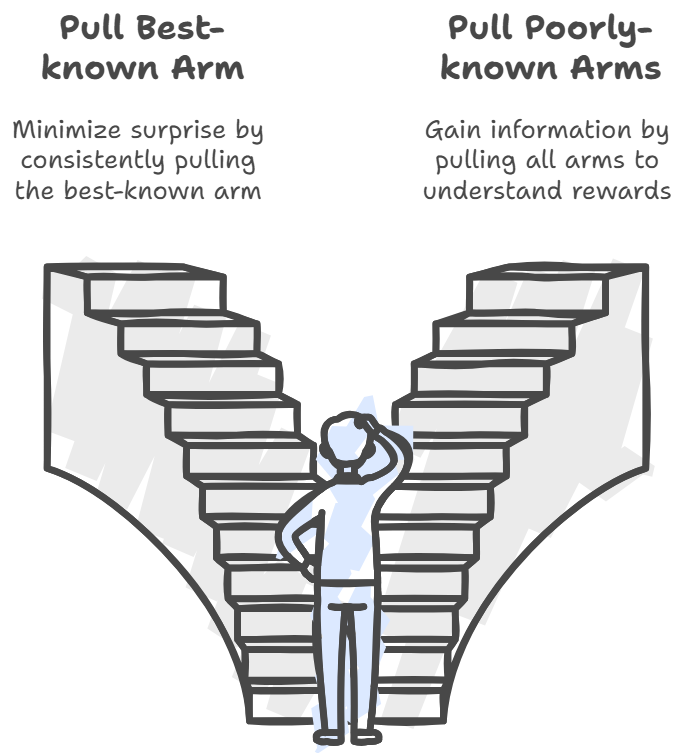 Pull Best-
known Arm
Minimize surprise by
consistently pulling
the best-known arm
Pull Poorly-
known Arms
Gain information by
pulling all arms to
understand rewards